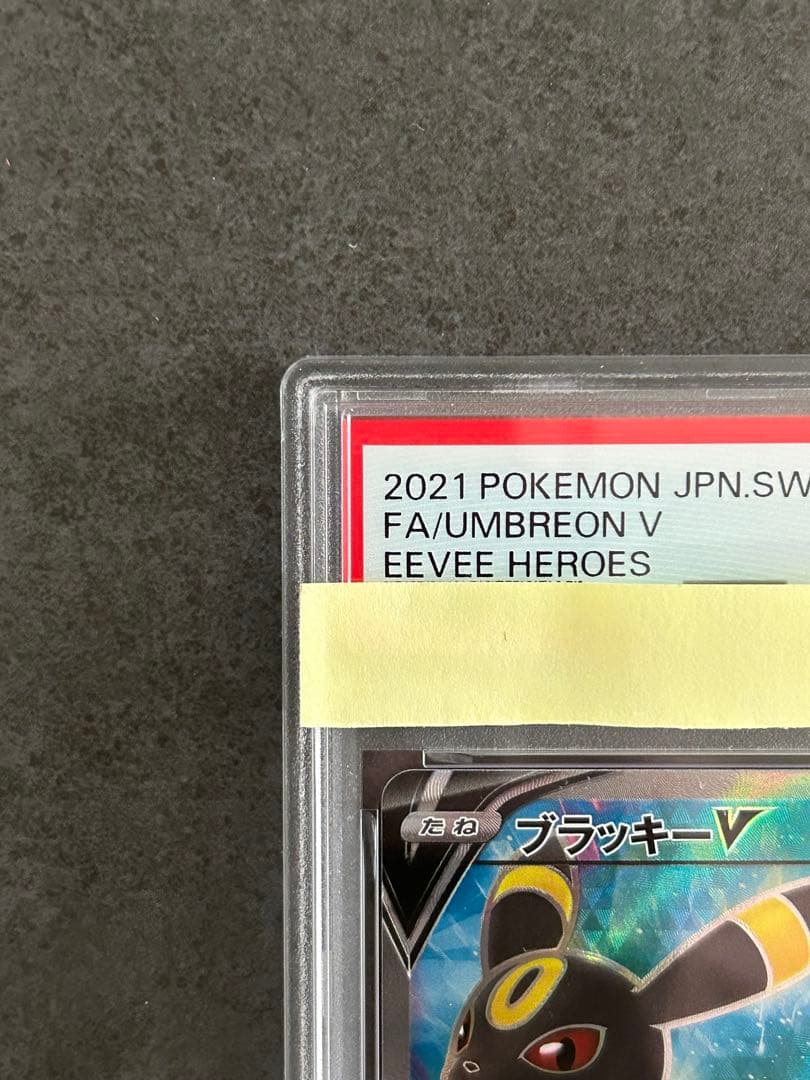 2021 POKEMON JPN.SW
FA/UMBREON V
EEVEE HEROES
たね ブラッキーV